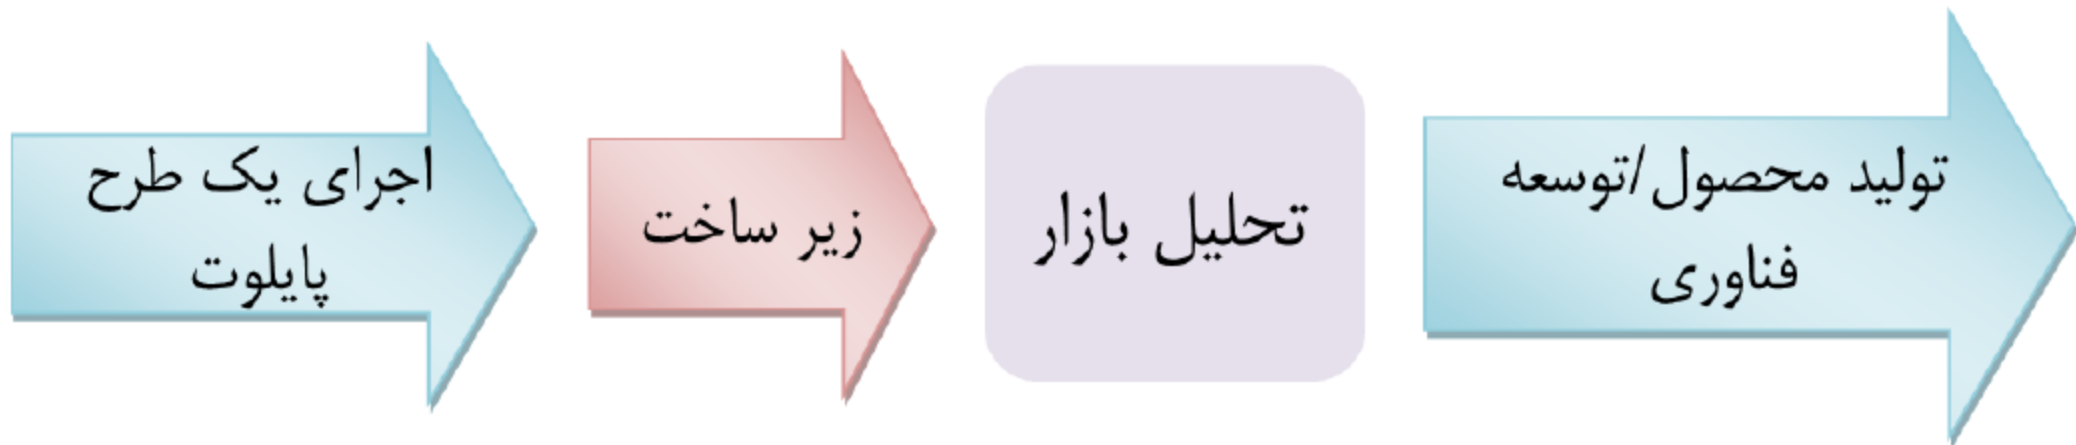 اجرای یک طرح
پایلوت
زیر ساخت
تحلیل بازار
تولید محصول/توسعه
فناوری